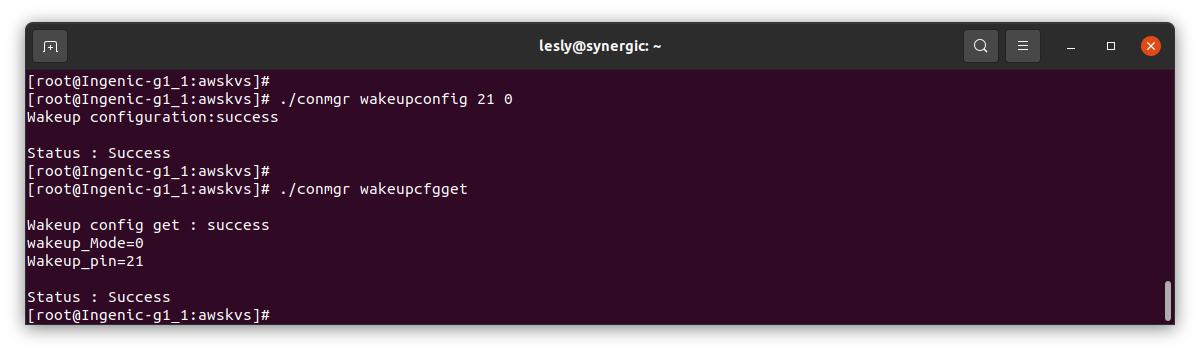 lesly@synergic: ~
[root@Ingenic-g1_1:awskvs]#
[root@Ingenic-g1_1:awskvs]# ./conmgr wakeupconfig 21 0
Wakeup configuration:success
Status : Success
[root@Ingenic-g1_1:awskvs]#
[root@Ingenic-g1_1:awskvs]# ./conmgr wakeupcfgget
Wakeup config get : success
wakeup_Mode=0
Wakeup_pin=21
Status : Success
[root@Ingenic-g1_1:awskvs]#